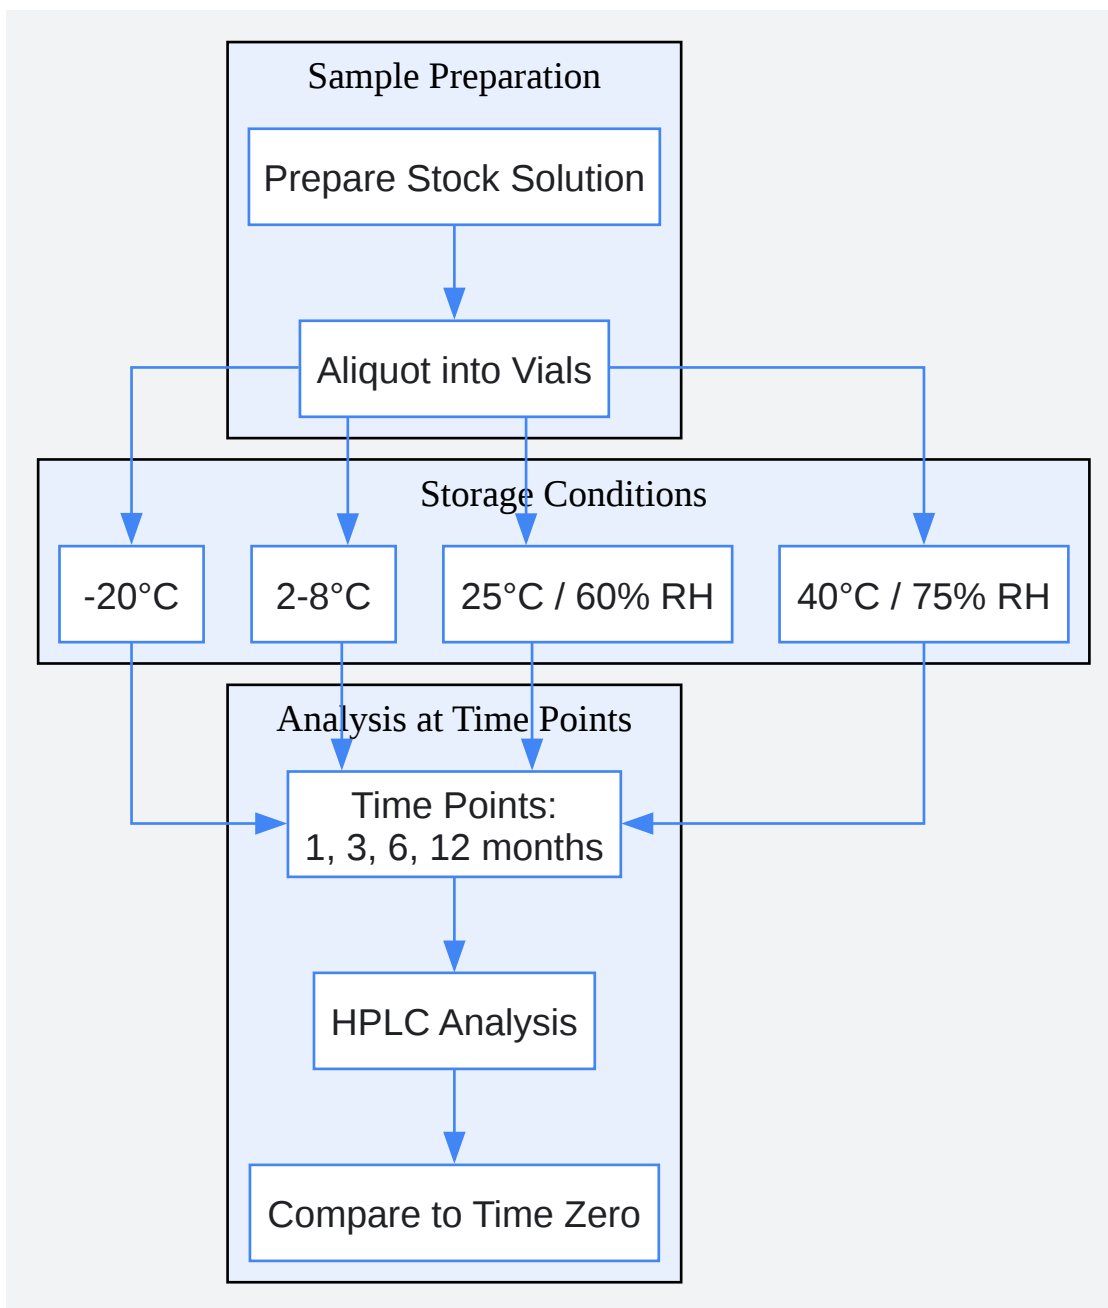 Sample Preparation
Prepare Stock Solution
Aliquot into Vials
Storage Conditions
-20°C
2-8°C
25°C / 60% RH
40°C / 75% RH
Analysis at Time Points
Time Points:
1, 3, 6, 12 months
HPLC Analysis
Compare to Time Zero